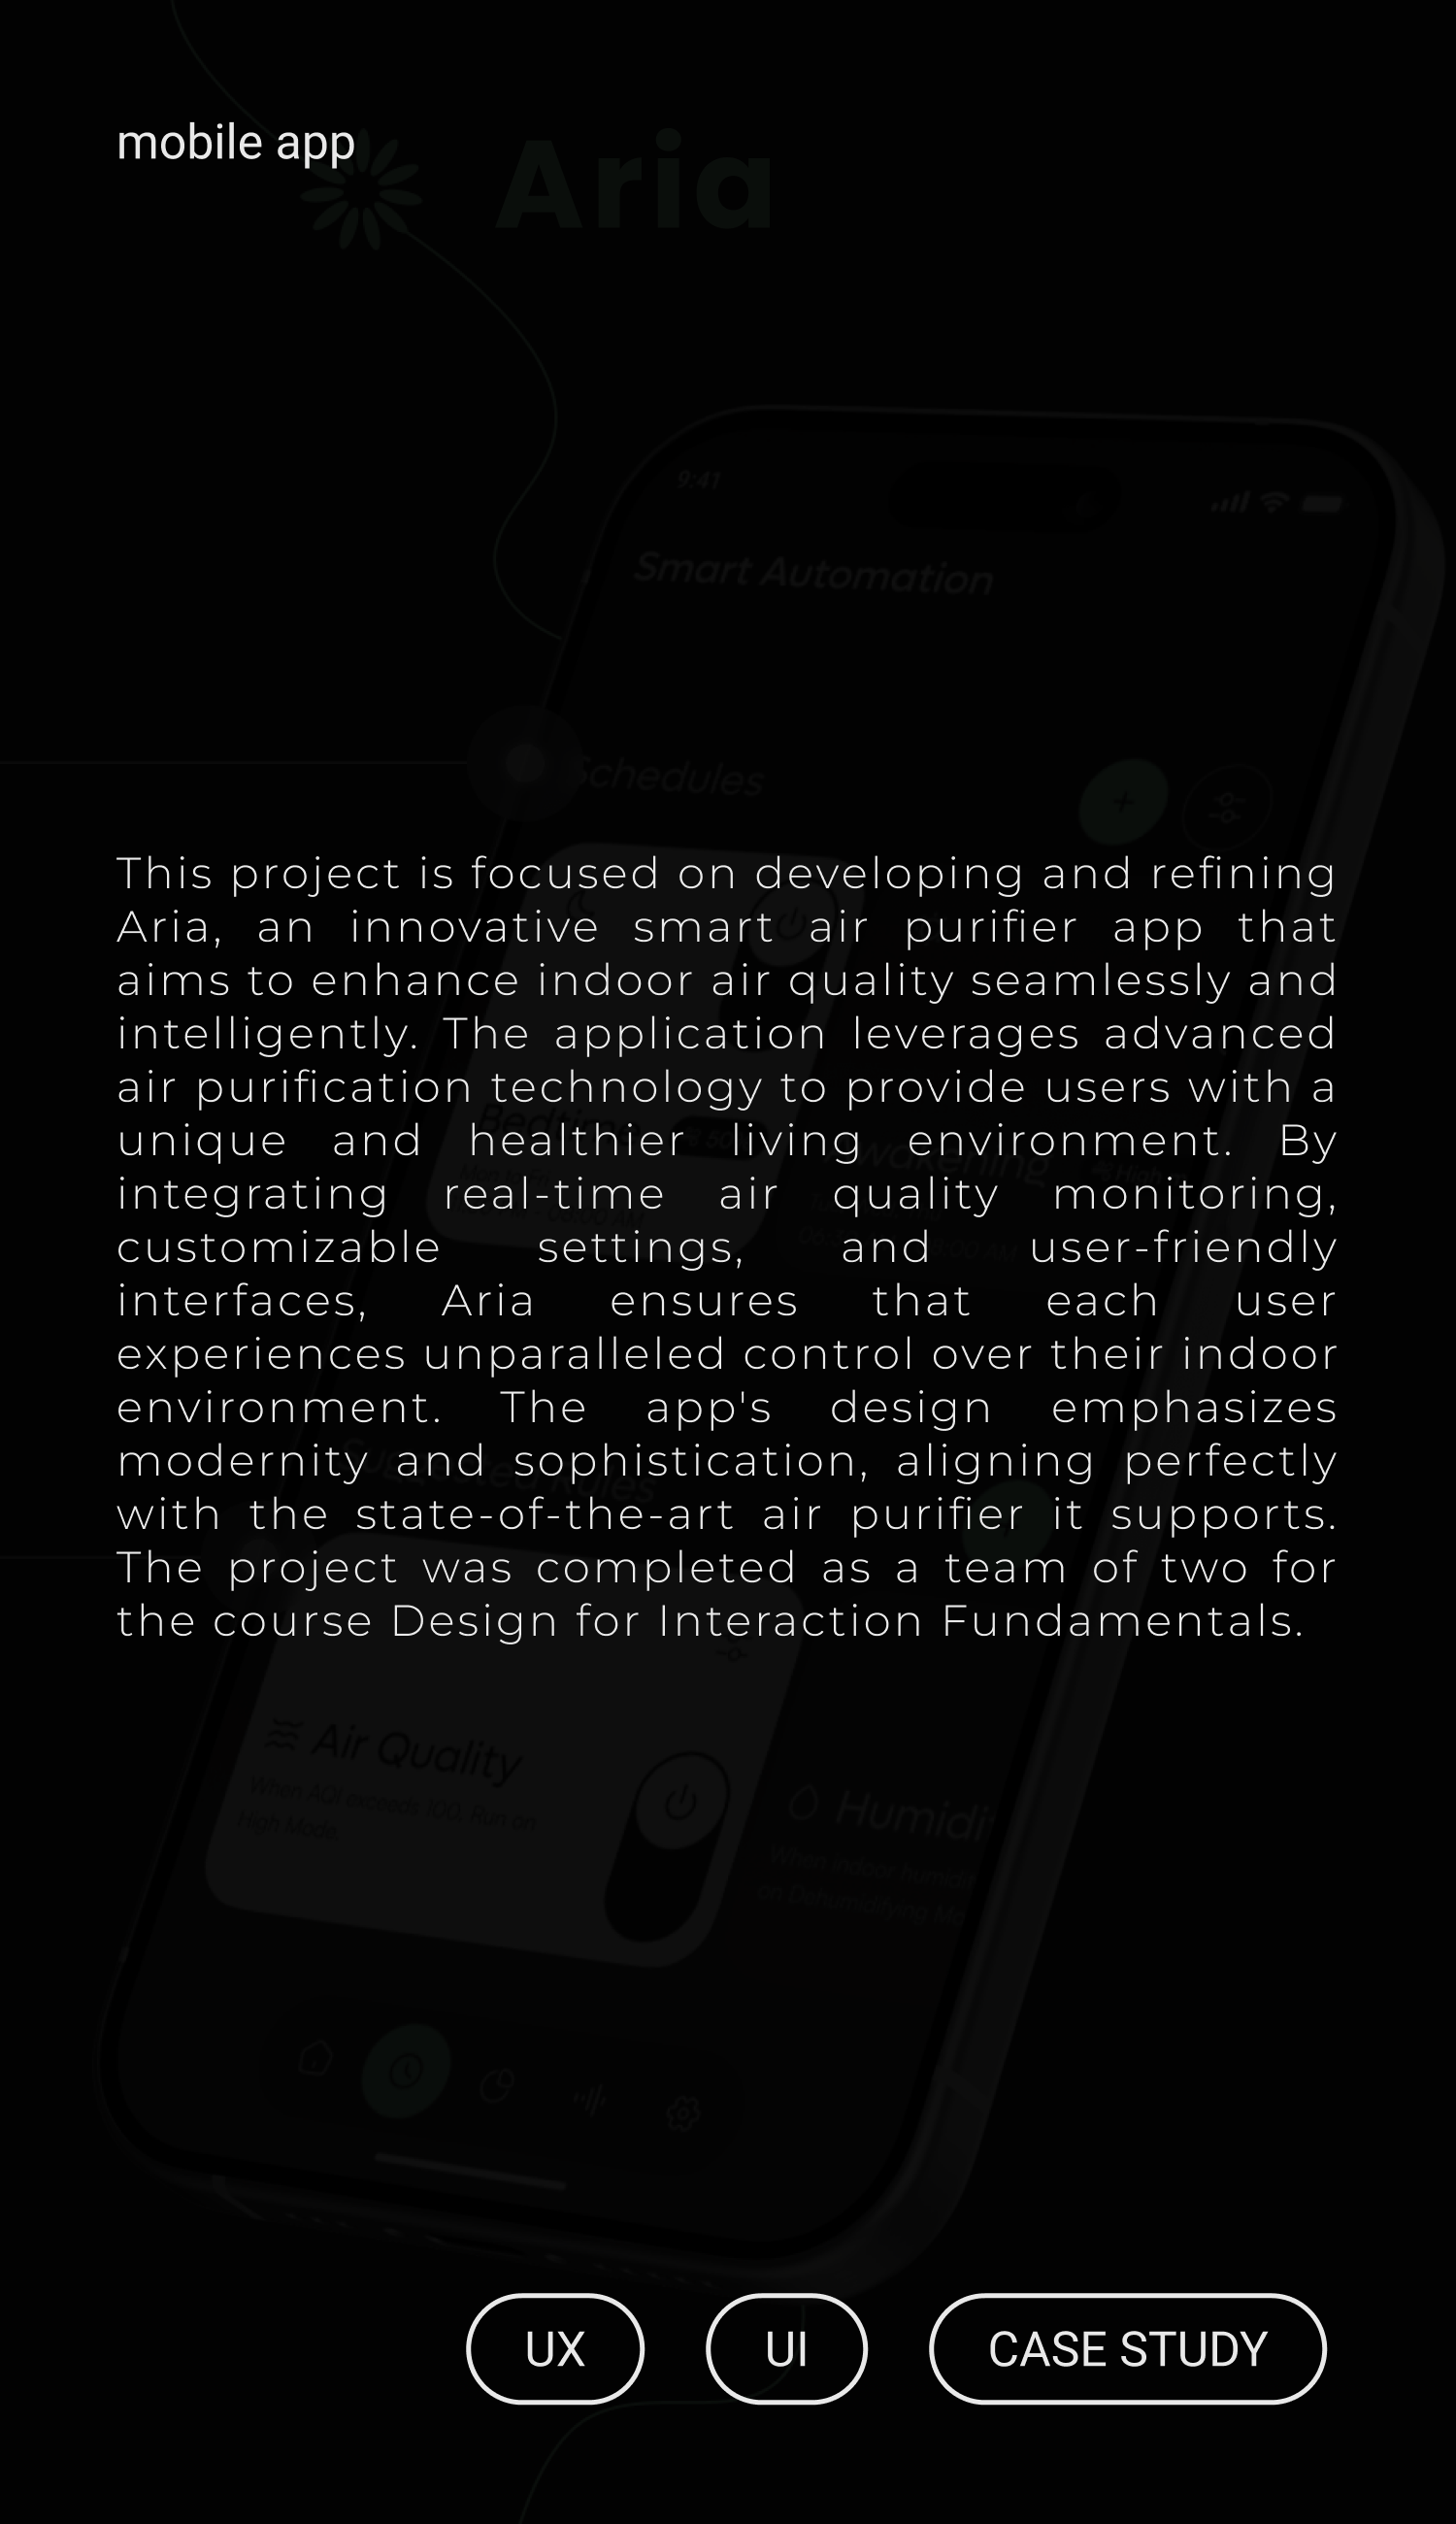 mobile app
Aria
9:41
Smart Automation
Schedules
This project is focused on developing and refining
Aria, an innovative smart air purifier app that
aims to enhance indoor air quality seamlessly and
intelligently. The application leverages advanced
air purification technology to provide users with a
unique and healthier living environment. By
integrating real-time air quality monitoring,
customizable settings, and user-friendly
interfaces, Aria ensures that each user
experiences unparalleled control over their indoor
environment. The app's design emphasizes
modernity and sophistication, aligning perfectly
with the state-of-the-art air purifier it supports.
The project was completed as a team of two for
the course Design for Interaction Fundamentals.
Air Quality
When AQI exceeds 100, Run on
High Mode.
Humidi
When indoor humidi
on Dehumidifying Mo
UX
UI
CASE STUDY